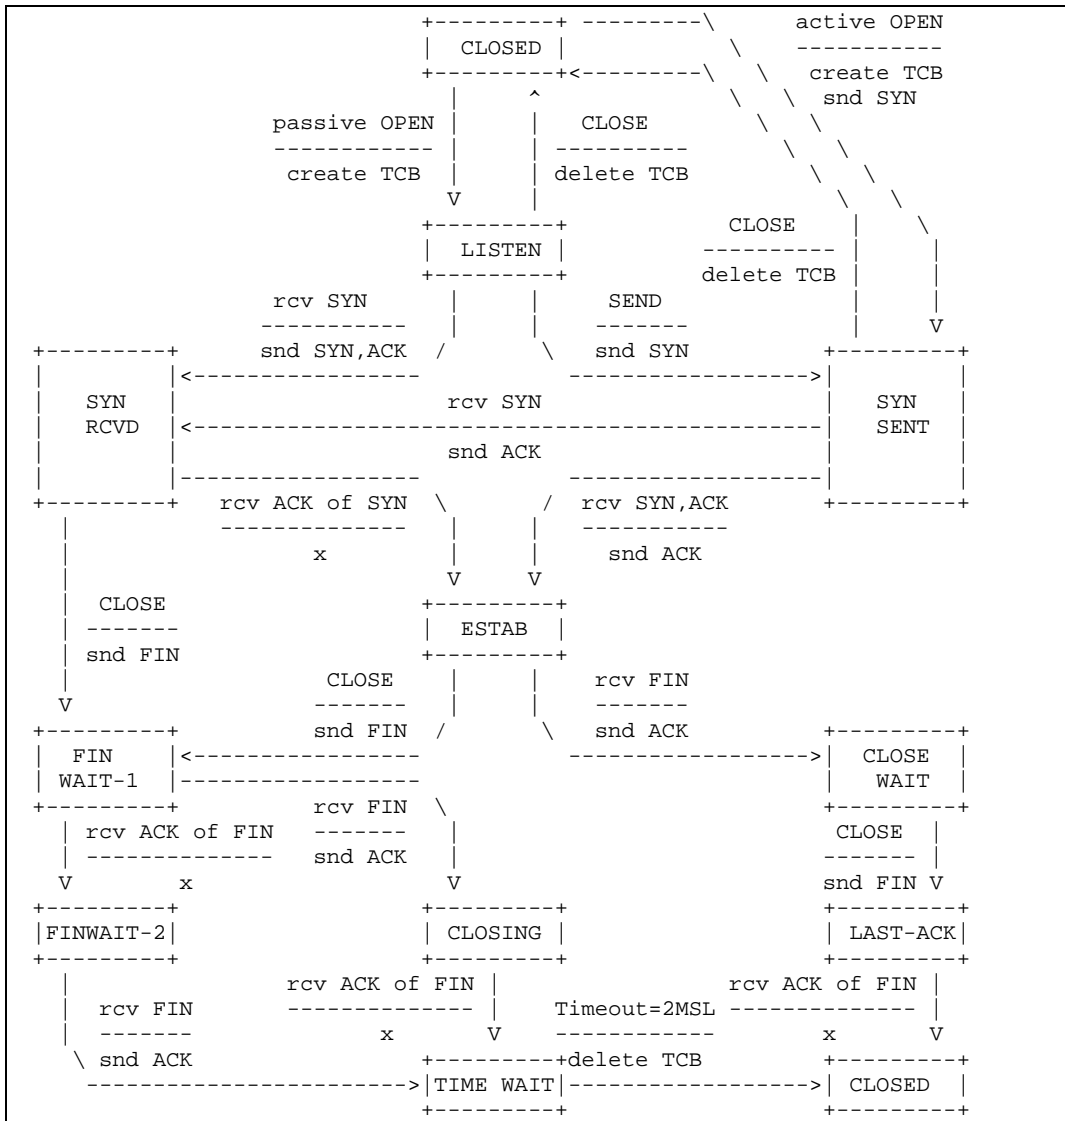 +---------+ ---------\ active OPEN
| CLOSED | \ -----------
+---------+<---------\ \ create TCB
| ^ \ \ snd SYN
passive OPEN | | CLOSE \ \
------------ | | ---------- \ \
create TCB | | delete TCB \ \
V | \ \
+---------+ CLOSE | \
| LISTEN | ---------- | |
+---------+ delete TCB | |
rcv SYN | | SEND | |
----------- | | ------- | V
+---------+ snd SYN,ACK / \ snd SYN +---------+
| |<----------------- ------------------>| |
| SYN | rcv SYN | SYN |
| RCVD |<-----------------------------------------------| SENT |
| | snd ACK | |
| |------------------ -------------------| |
+---------+ rcv ACK of SYN \ / rcv SYN,ACK +---------+
| -------------- | | -----------
| x | | snd ACK
| V V
| CLOSE +---------+
| ------- | ESTAB |
| snd FIN +---------+
| CLOSE | | rcv FIN
V ------- | | -------
+---------+ snd FIN / \ snd ACK +---------+
| FIN |<----------------- ------------------>| CLOSE |
| WAIT-1 |------------------ | WAIT |
+---------+ rcv FIN \ +---------+
| rcv ACK of FIN ------- | CLOSE |
| -------------- snd ACK | ------- |
V x V snd FIN V
+---------+ +---------+ +---------+
|FINWAIT-2| | CLOSING | | LAST-ACK|
+---------+ +---------+ +---------+
| rcv ACK of FIN | rcv ACK of FIN |
| rcv FIN -------------- | Timeout=2MSL -------------- |
| ------- x V ------------ x V
\ snd ACK +---------+delete TCB +---------+
------------------------>|TIME WAIT|------------------>| CLOSED |
+---------+ +---------+